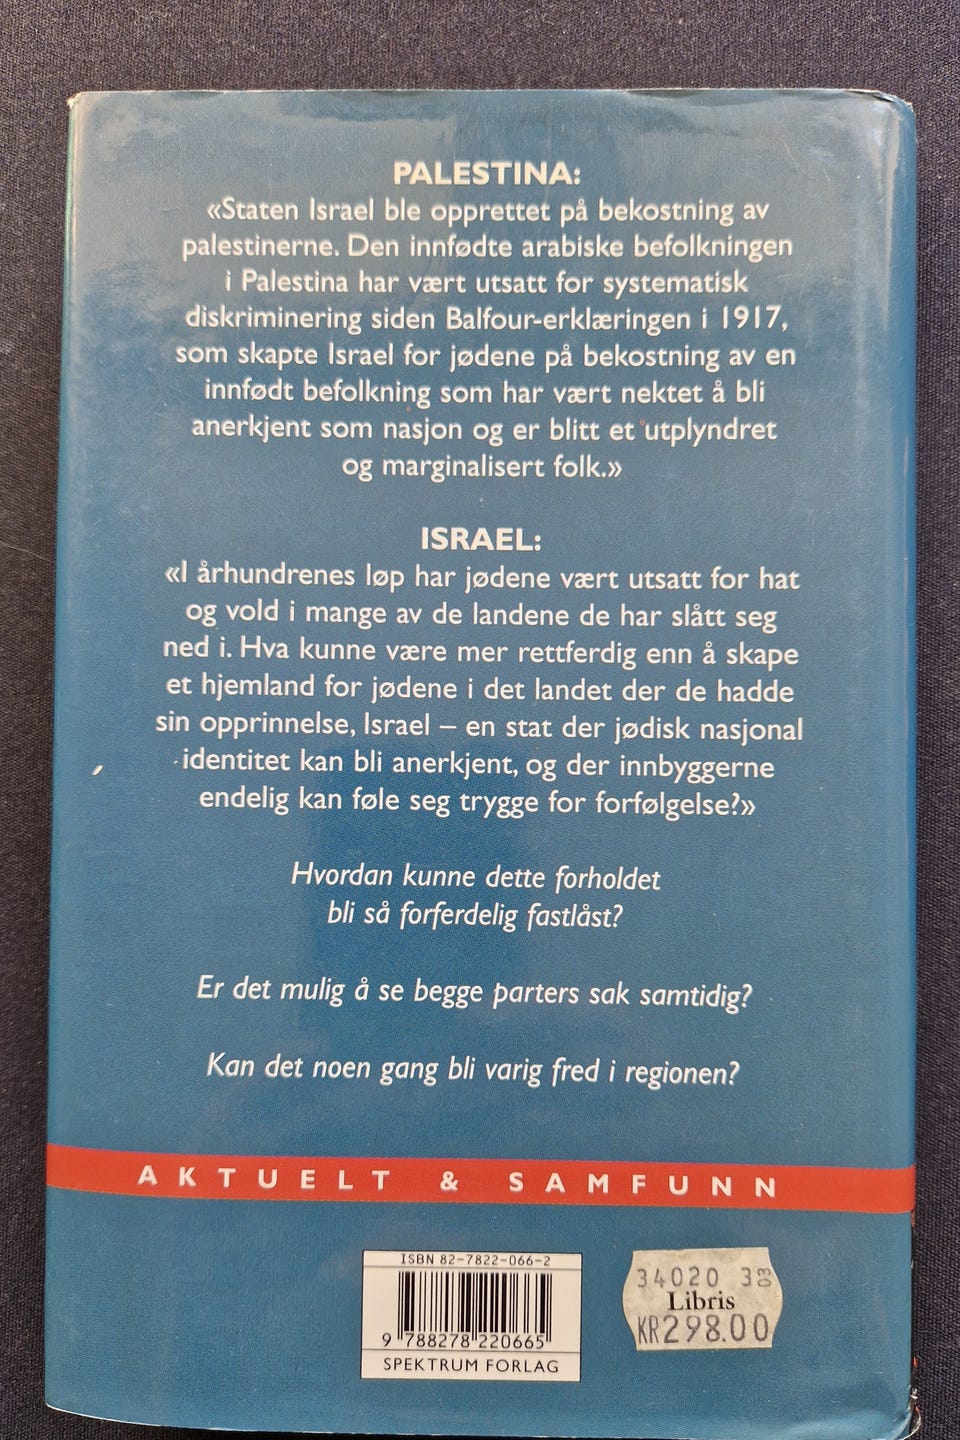 PALESTINA:
«Staten Israel ble opprettet på bekostning av
palestinerne. Den innfødte arabiske befolkningen
i Palestina har vært utsatt for systematisk
diskriminering siden Balfour-erklæringen i 1917,
som skapte Israel for jødene på bekostning av en
innfødt befolkning som har vært nektet å bli
anerkjent som nasjon og er blitt et utplyndret
og marginalisert folk.»
ISRAEL:
«I århundrenes løp har jødene vært utsatt for hat
og vold i mange av de landene de har slått seg
ned i. Hva kunne være mer rettferdig enn å skape
et hjemland for jødene i det landet der de hadde
sin opprinnelse, Israel – en stat der jødisk nasjonal
identitet kan bli anerkjent, og der innbyggerne
endelig kan føle seg trygge for forfølgelse?»
Hvordan kunne dette forholdet
bli så forferdelig fastlåst?
Er det mulig å se begge parters sak samtidig?
Kan det noen gang bli varig fred i regionen?
AKTUELT & SAMFUNN
ISBN 82-7822-066-2
9 788278 220665
SPEKTRUM FORLAG
34020 3 03
Libris
KR298.00